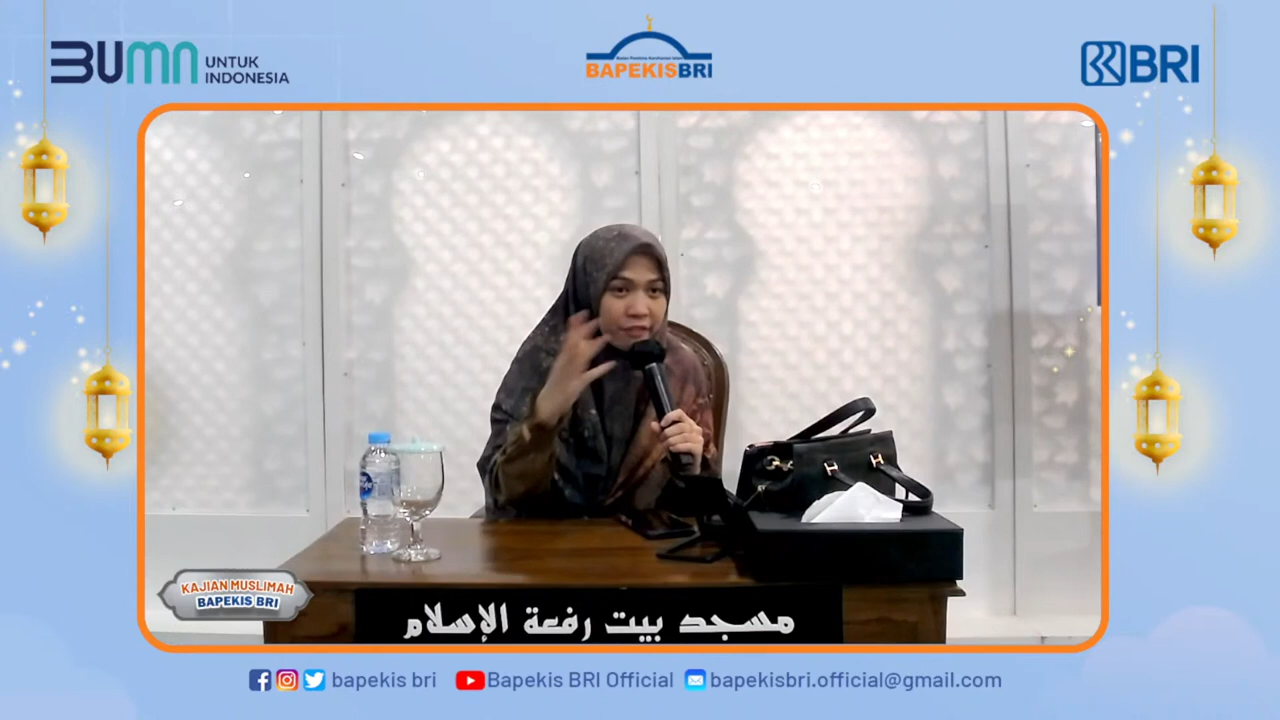 BUMN UNTUK
INDONESIA
BAPEKISBRI
BRI
KAJIAN MUSLIMAH
BAPEKIS BRI
مسجد بيت رفعة الإسلام
bapekis bri Bapekis BRI Official bapekisbri.official@gmail.com